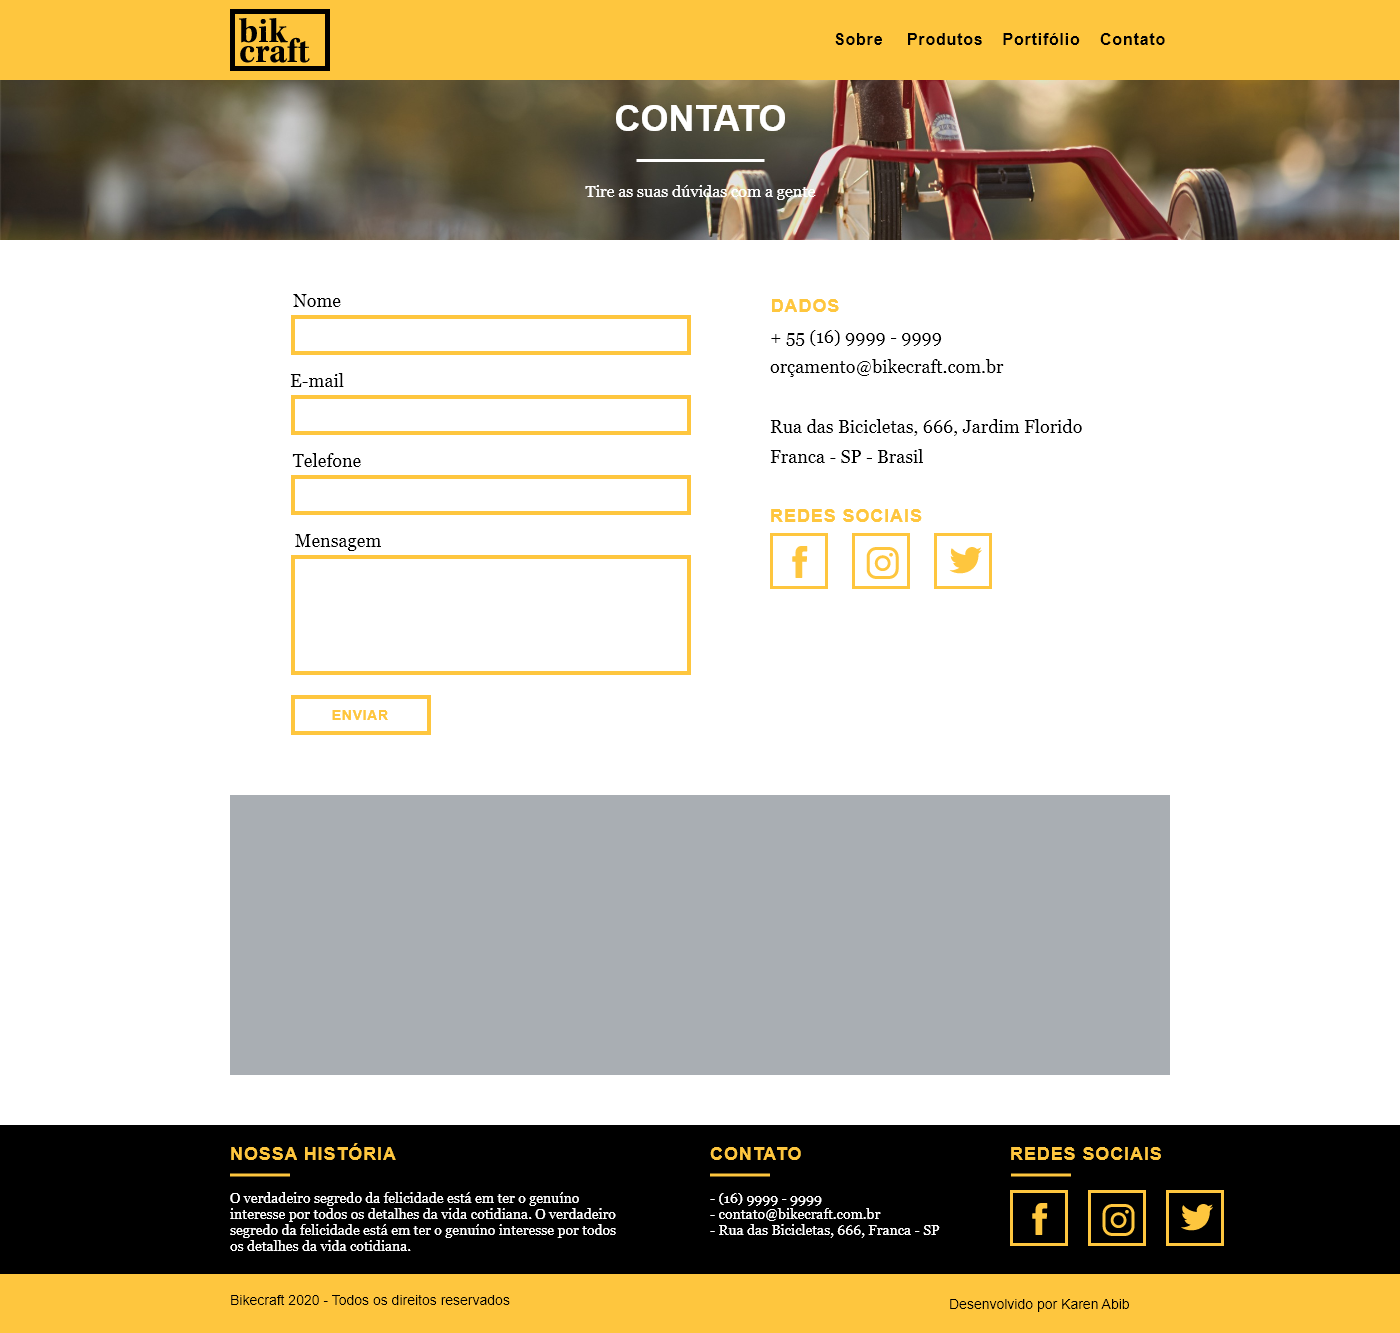 bik
craft
Sobre Produtos Portifólio Contato
CONTATO
Tire as suas dúvidas com a gente
Nome
E-mail
Telefone
Mensagem
ENVIAR
DADOS
+ 55 (16) 9999 - 9999
orçamento@bikecraft.com.br
Rua das Bicicletas, 666, Jardim Florido
Franca - SP - Brasil
REDES SOCIAIS
NOSSA HISTÓRIA
O verdadeiro segredo da felicidade está em ter o genuíno
interesse por todos os detalhes da vida cotidiana. O verdadeiro
segredo da felicidade está em ter o genuíno interesse por todos
os detalhes da vida cotidiana.
CONTATO
- (16) 9999 - 9999
- contato@bikecraft.com.br
- Rua das Bicicletas, 666, Franca - SP
REDES SOCIAIS
Bikecraft 2020 - Todos os direitos reservados
Desenvolvido por Karen Abib